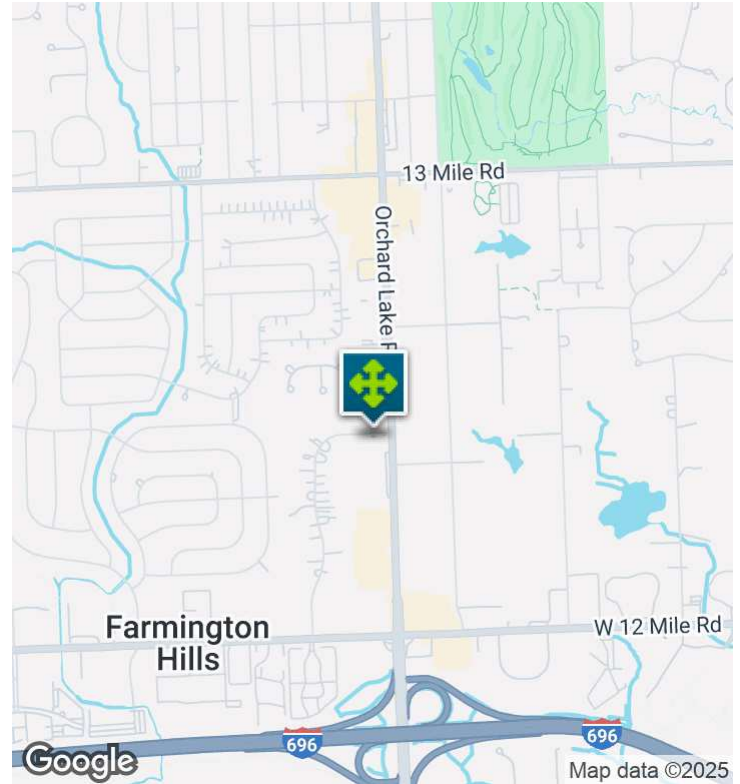 13 Mile Rd
Orchard Lake R
W 12 Mile Rd
Farmington
Hills
696
696
Google
Map data ©2025